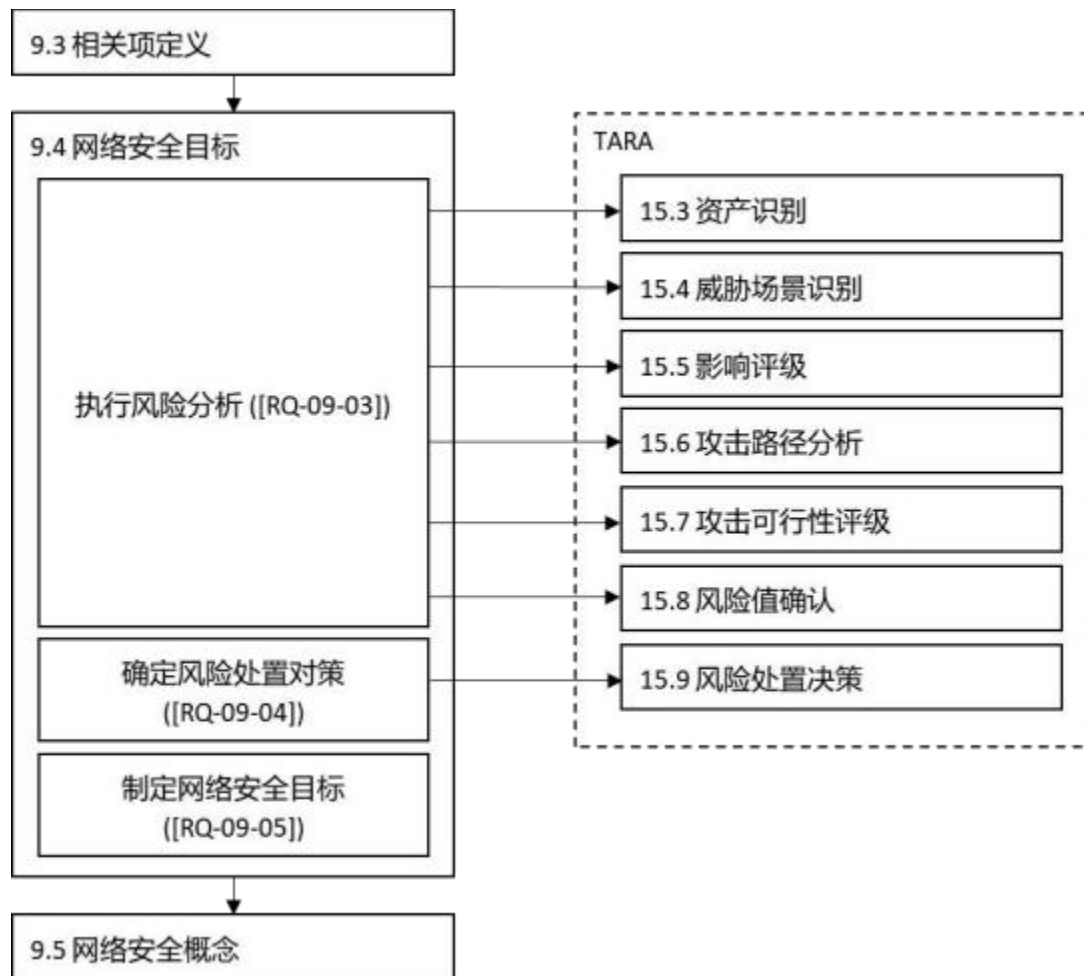 9.3 相关项定义
9.4 网络安全目标
执行风险分析 ([RQ-09-03])
确定风险处置对策
([RQ-09-04])
制定网络安全目标
([RQ-09-05])
9.5 网络安全概念
TARA
15.3 资产识别
15.4 威胁场景识别
15.5 影响评级
15.6 攻击路径分析
15.7 攻击可行性评级
15.8 风险值确认
15.9 风险处置决策